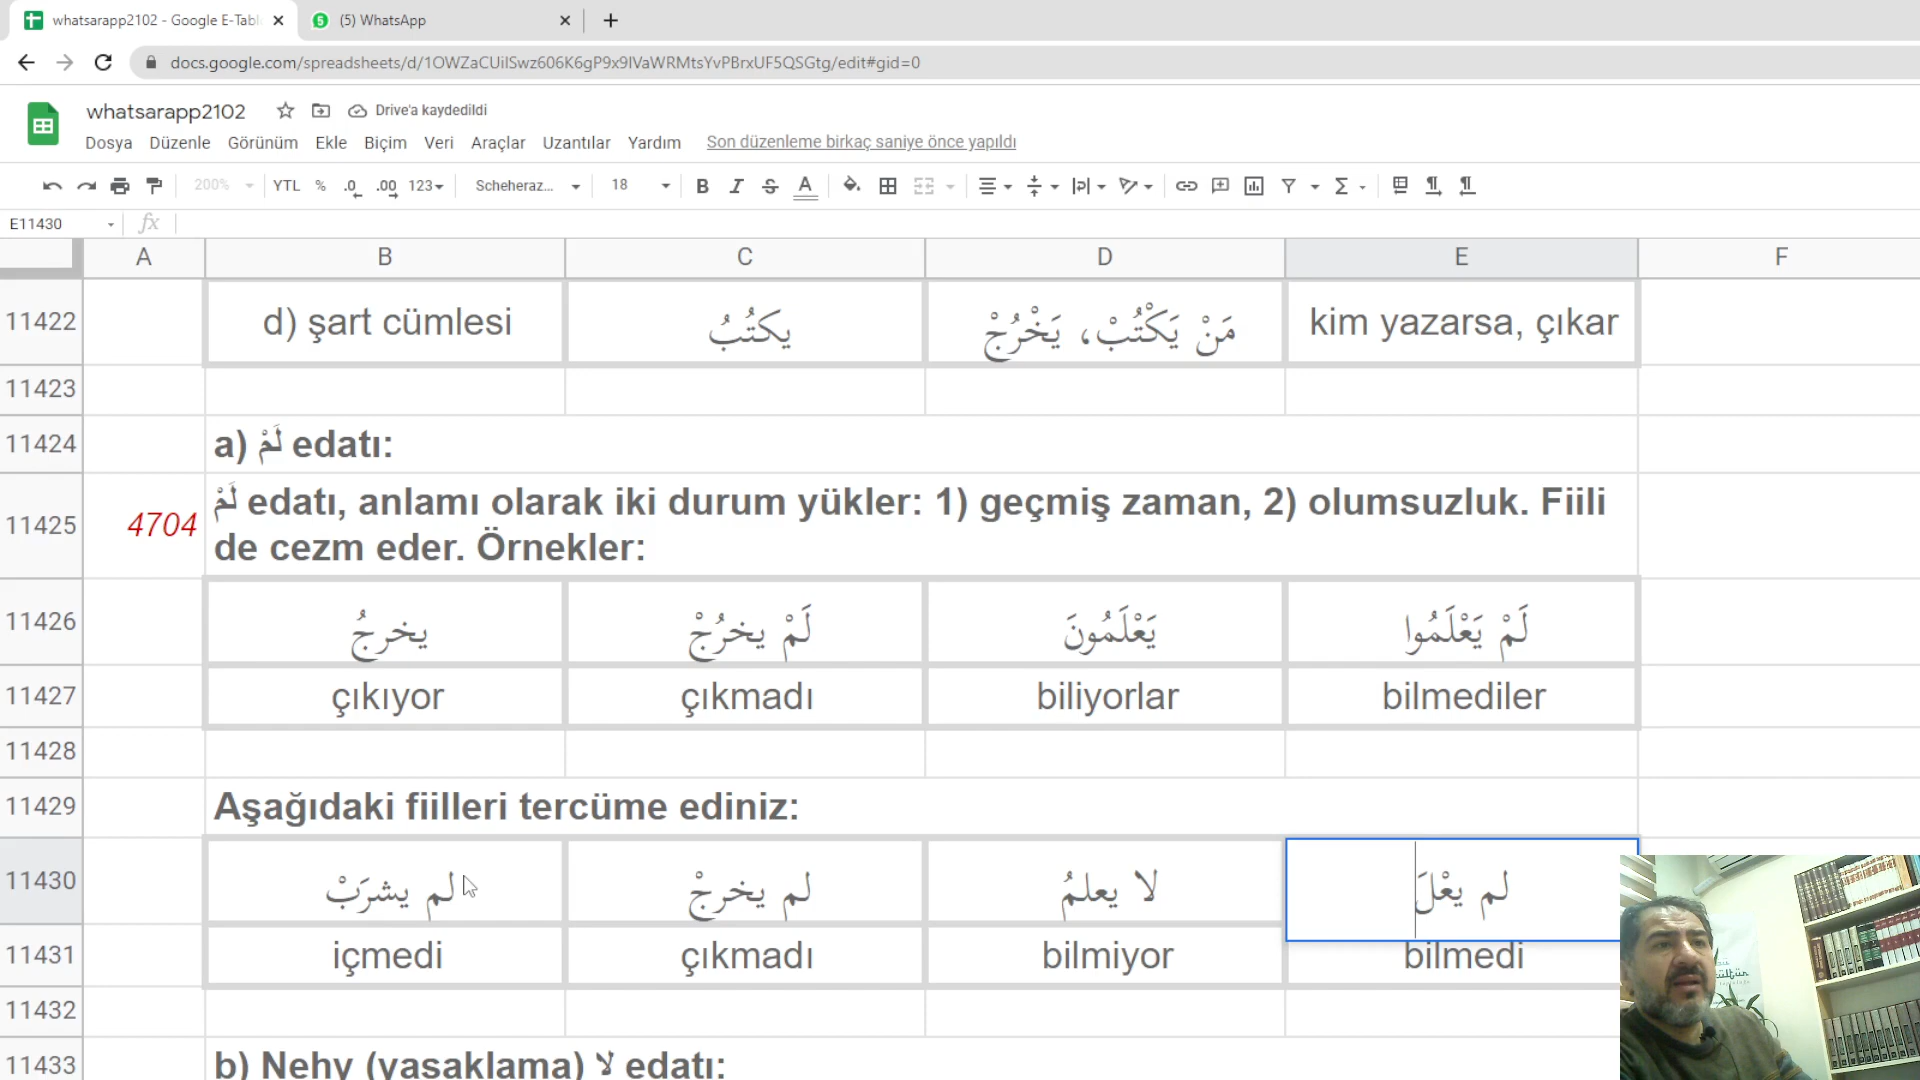 whatsarapp2102 - Google E-Tabl
(5) WhatsApp
docs.google.com/spreadsheets/d/1OWZaCUilSwz606K6gP9x9lVaWRMtsYvPBrxUF5QSGtg/edit#gid=0
whatsarapp2102 Drive'a kaydedildi
Dosya Düzenle Görünüm Ekle Biçim Veri Araçlar Uzantılar Yardım Son düzenleme birkaç saniye önce yapıldı
200% YTL % .0 .00 123 Scheheraz... 18 B I S A
E11430 fx
A B C D E F
11422 d) şart cümlesi يكتُبُ مَنْ يَكْتُبْ، يَخْرُجْ kim yazarsa, çıkar
11423
11424 a) لَمْ edatı:
11425 4704 لَمْ edatı, anlamı olarak iki durum yükler: 1) geçmiş zaman, 2) olumsuzluk. Fiili
de cezm eder. Örnekler:
11426 يخرجُ لَمْ يخرُجْ يَعْلَمُونَ لَمْ يَعْلَمُوا
11427 çıkıyor çıkmadı biliyorlar bilmediler
11428
11429 Aşağıdaki fiilleri tercüme ediniz:
11430 لم يشرَبْ لم يخرجْ لا يعلمُ لم يعْلَ
11431 içmedi çıkmadı bilmiyor bilmedi
11432
11433 b) Nehy (yasaklama) لا edatı: